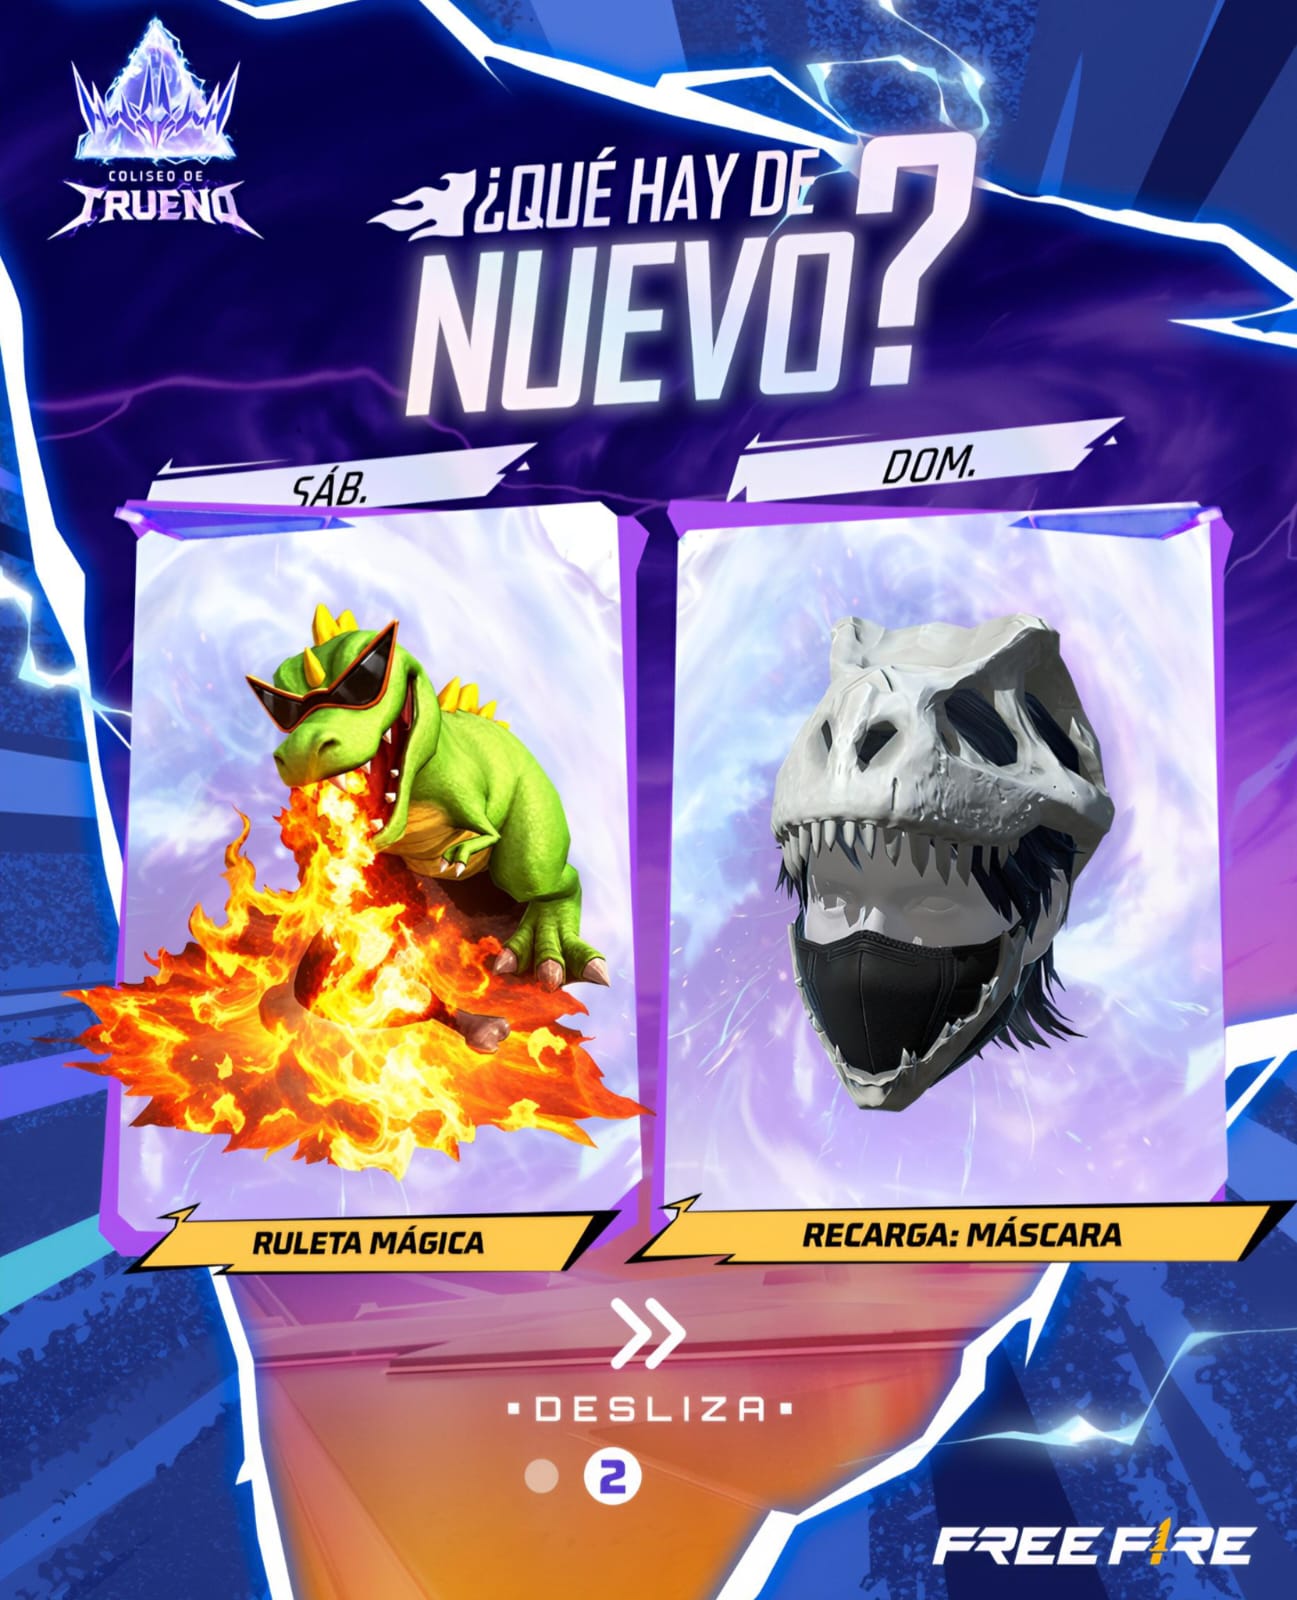 COLISEO DE
TRUENO
¿QUÉ HAY DE
NUEVO?
SÁB.
DOM.
RULETA MÁGICA
RECARGA: MÁSCARA
DESLIZA
2
FREE FIRE